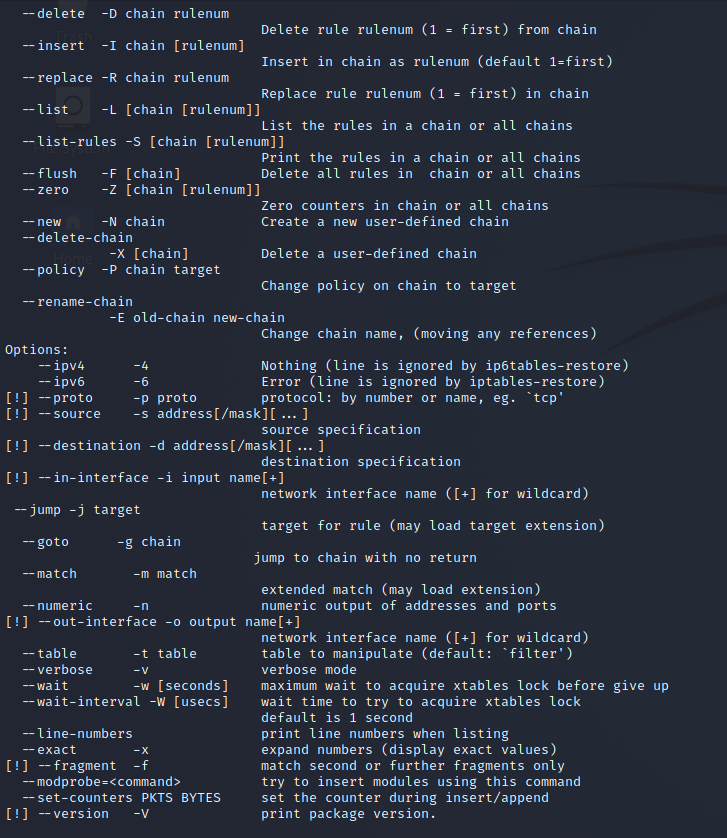 --delete  -D chain rulenum
Delete rule rulenum (1 = first) from chain
--insert  -I chain [rulenum]
Insert in chain as rulenum (default 1=first)
--replace -R chain rulenum
Replace rule rulenum (1 = first) in chain
--list    -L [chain [rulenum]]
List the rules in a chain or all chains
--list-rules -S [chain [rulenum]]
Print the rules in a chain or all chains
--flush   -F [chain]          Delete all rules in  chain or all chains
--zero    -Z [chain [rulenum]]
Zero counters in chain or all chains
--new     -N chain            Create a new user-defined chain
--delete-chain
-X [chain]          Delete a user-defined chain
--policy  -P chain target
Change policy on chain to target
--rename-chain
-E old-chain new-chain
Change chain name, (moving any references)
Options:
--ipv4      -4              Nothing (line is ignored by ip6tables-restore)
--ipv6      -6              Error (line is ignored by iptables-restore)
[!] --proto     -p proto        protocol: by number or name, eg. `tcp'
[!] --source    -s address[/mask][...]
source specification
[!] --destination -d address[/mask][...]
destination specification
[!] --in-interface -i input name[+]
network interface name ([+] for wildcard)
--jump -j target
target for rule (may load target extension)
--goto      -g chain
jump to chain with no return
--match       -m match
extended match (may load extension)
--numeric     -n              numeric output of addresses and ports
[!] --out-interface -o output name[+]
network interface name ([+] for wildcard)
--table       -t table        table to manipulate (default: `filter')
--verbose     -v              verbose mode
--wait        -w [seconds]    maximum wait to acquire xtables lock before give up
--wait-interval -W [usecs]    wait time to try to acquire xtables lock
default is 1 second
--line-numbers                print line numbers when listing
--exact       -x              expand numbers (display exact values)
[!] --fragment  -f              match second or further fragments only
--modprobe=<command>          try to insert modules using this command
--set-counters PKTS BYTES     set the counter during insert/append
[!] --version   -V              print package version.
Trash
Home